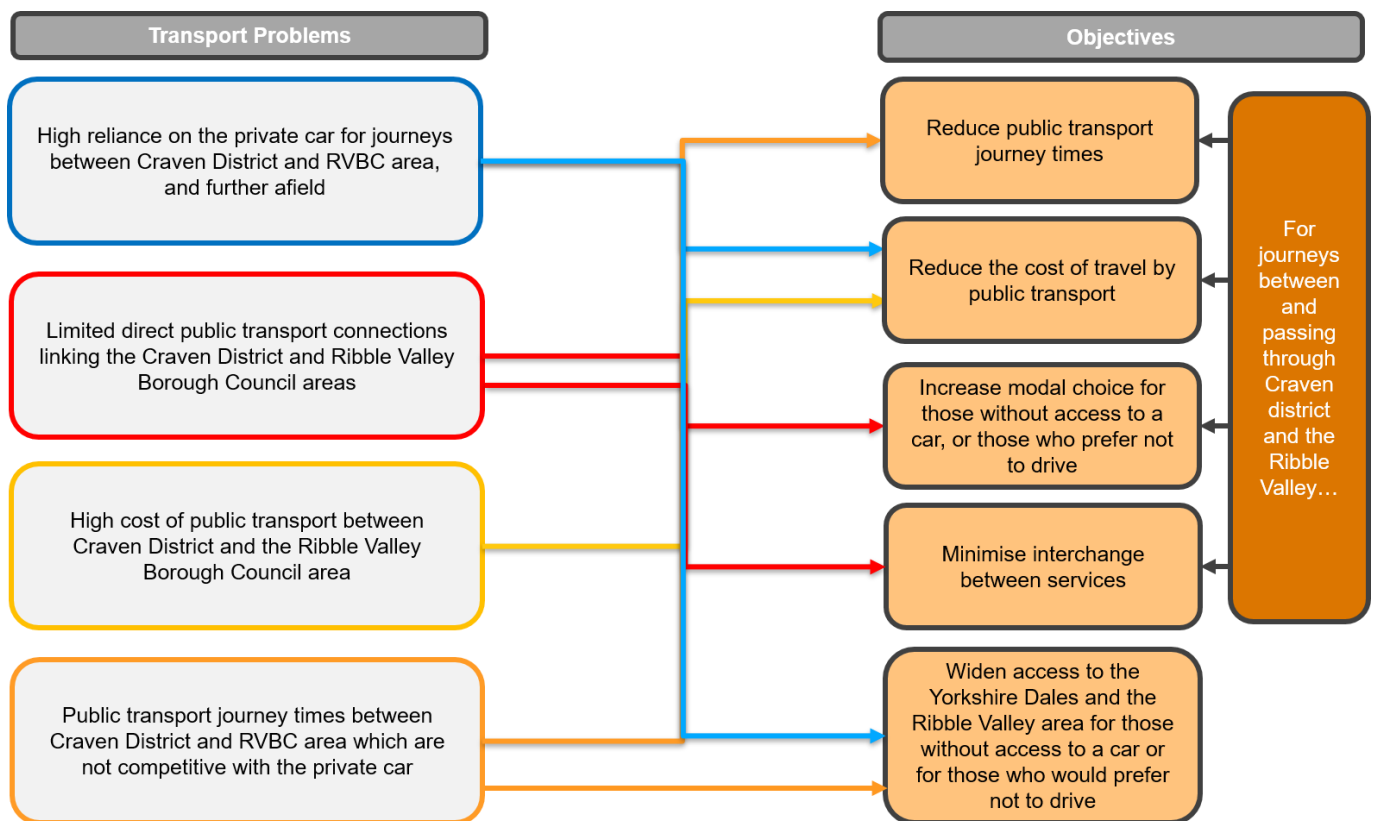 Transport Problems
Objectives
High reliance on the private car for journeys
between Craven District and RVBC area,
and further afield
Limited direct public transport connections
linking the Craven District and Ribble Valley
Borough Council areas
High cost of public transport between
Craven District and the Ribble Valley
Borough Council area
Public transport journey times between
Craven District and RVBC area which are
not competitive with the private car
Reduce public transport
journey times
Reduce the cost of travel by
public transport
Increase modal choice for
those without access to a
car, or those who prefer not
to drive
Minimise interchange
between services
Widen access to the
Yorkshire Dales and the
Ribble Valley area for those
without access to a car or
for those who would prefer
not to drive
For
journeys
between
and
passing
through
Craven
district
and the
Ribble
Valley…